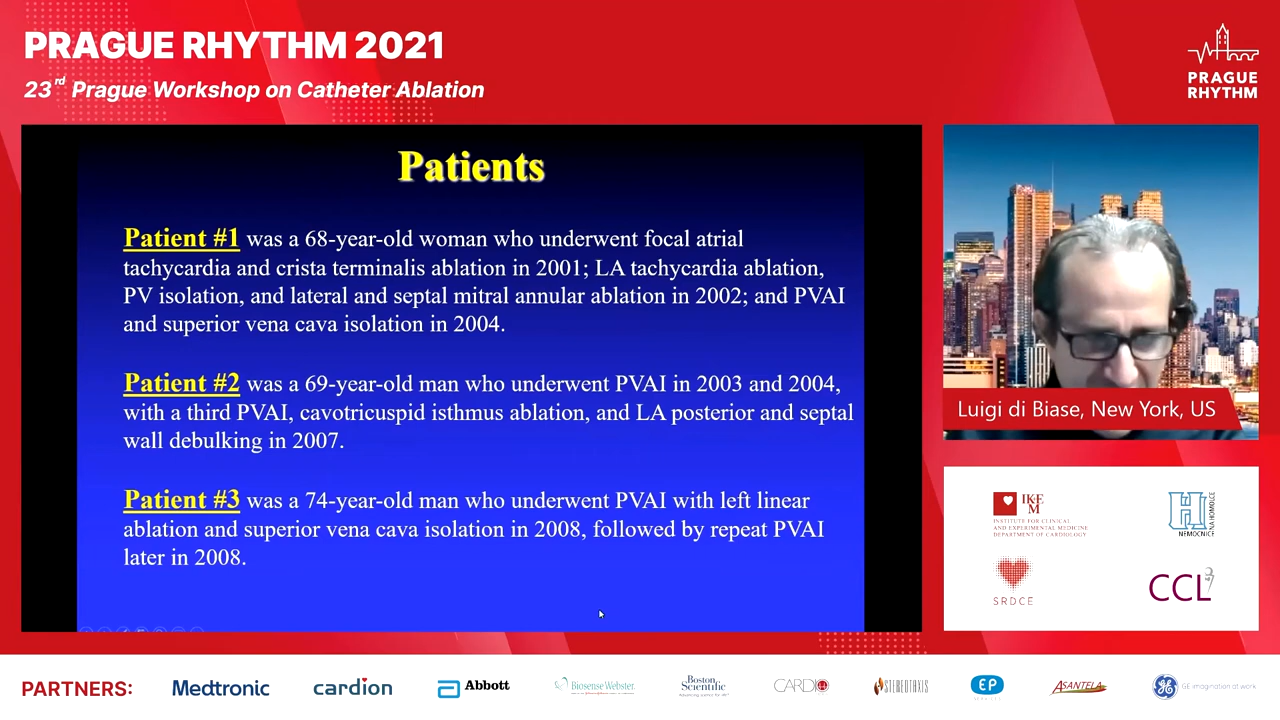 PRAGUE RHYTHM 2021
23rd Prague Workshop on Catheter Ablation
PRAGUE
RHYTHM
Patients
Patient #1 was a 68-year-old woman who underwent focal atrial
tachycardia and crista terminalis ablation in 2001; LA tachycardia ablation,
PV isolation, and lateral and septal mitral annular ablation in 2002; and PVAI
and superior vena cava isolation in 2004.
Patient #2 was a 69-year-old man who underwent PVAI in 2003 and 2004,
with a third PVAI, cavotricuspid isthmus ablation, and LA posterior and septal
wall debulking in 2007.
Patient #3 was a 74-year-old man who underwent PVAI with left linear
ablation and superior vena cava isolation in 2008, followed by repeat PVAI
later in 2008.
Luigi di Biase, New York, US
IKE
M
INSTITUTE FOR CLINICAL
AND EXPERIMENTAL MEDICINE
DEPARTMENT OF CARDIOLOGY
NEMOCNICE
NA HOMOLCE
SRDCE
CCL
PARTNERS:
Medtronic
cardion
Abbott
Biosense Webster
Boston
Scientific
Advancing science for life
CARDIO
STEREOTAXIS
EP
ASANTELA
GE imagination at work